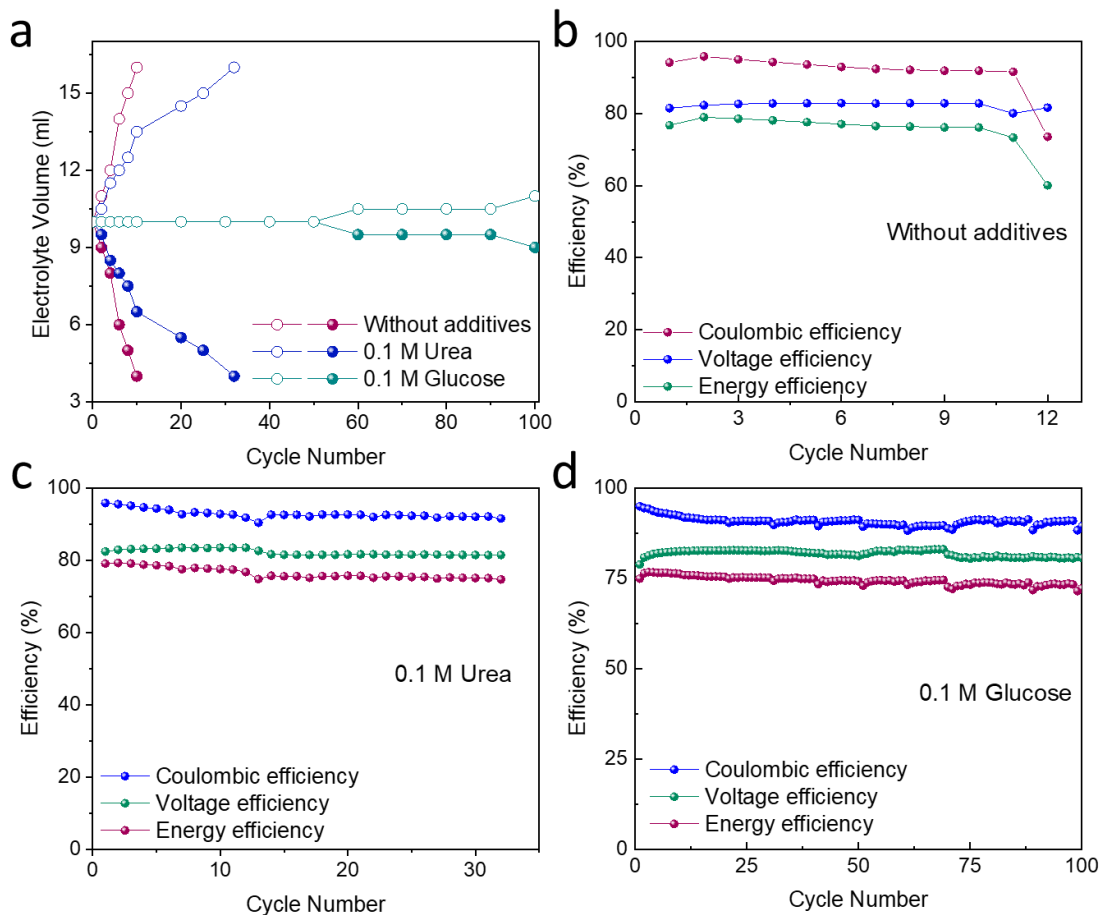 a
Electrolyte Volume (ml)
15
12
9
6
3
0
20
40
60
80
100
Cycle Number
Without additives
0.1 M Urea
0.1 M Glucose
b
Efficiency (%)
100
80
60
40
20
0
0
3
6
9
12
Cycle Number
Without additives
Coulombic efficiency
Voltage efficiency
Energy efficiency
c
Efficiency (%)
100
80
60
40
20
0
0
10
20
30
Cycle Number
0.1 M Urea
Coulombic efficiency
Voltage efficiency
Energy efficiency
d
Efficiency (%)
100
75
50
25
0
0
25
50
75
100
Cycle Number
0.1 M Glucose
Coulombic efficiency
Voltage efficiency
Energy efficiency